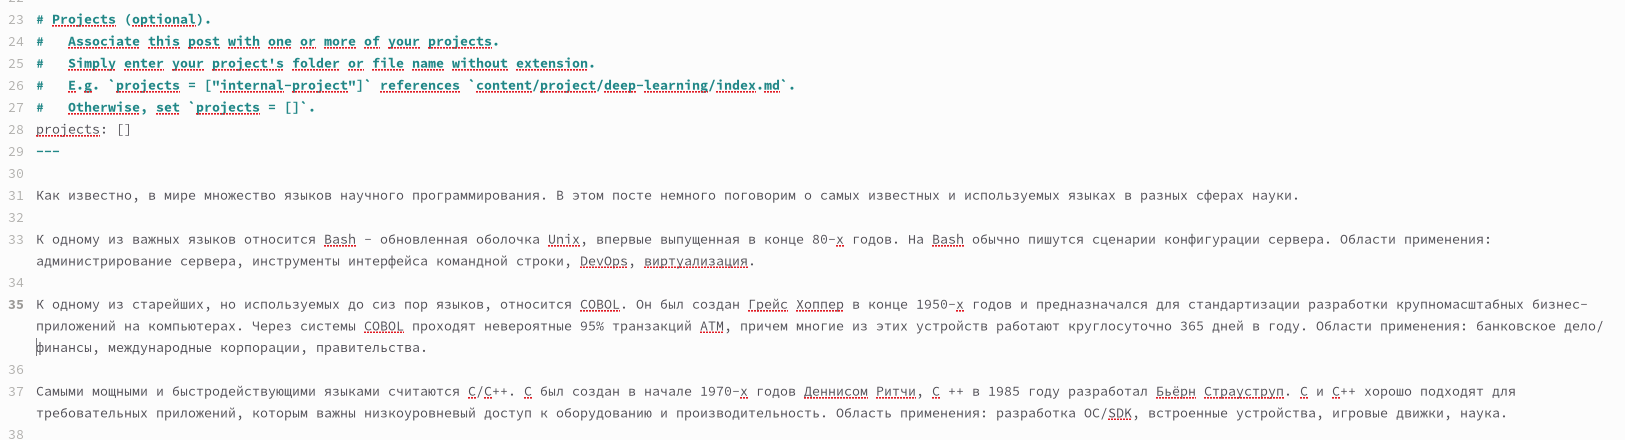 22
23 # Projects (optional).
24 #   Associate this post with one or more of your projects.
25 #   Simply enter your project's folder or file name without extension.
26 #   E.g. `projects = ["internal-project"]` references `content/project/deep-learning/index.md`.
27 #   Otherwise, set `projects = []`.
28 projects: []
29 ---
30
31 Как известно, в мире множество языков научного программирования. В этом посте немного поговорим о самых известных и используемых языках в разных сферах науки.
32
33 К одному из важных языков относится Bash - обновленная оболочка Unix, впервые выпущенная в конце 80-х годов. На Bash обычно пишутся сценарии конфигурации сервера. Области применения:
администрирование сервера, инструменты интерфейса командной строки, DevOps, виртуализация.
34
35 К одному из старейших, но используемых до сиз пор языков, относится COBOL. Он был создан Грейс Хоппер в конце 1950-х годов и предназначался для стандартизации разработки крупномасштабных бизнес-
приложений на компьютерах. Через системы COBOL проходят невероятные 95% транзакций ATM, причем многие из этих устройств работают круглосуточно 365 дней в году. Области применения: банковское дело/
финансы, международные корпорации, правительства.
36
37 Самыми мощными и быстродействующими языками считаются C/C++. C был создан в начале 1970-х годов Деннисом Ритчи, C ++ в 1985 году разработал Бьёрн Страуструп. C и C++ хорошо подходят для
требовательных приложений, которым важны низкоуровневый доступ к оборудованию и производительность. Область применения: разработка ОС/SDK, встроенные устройства, игровые движки, наука.
38